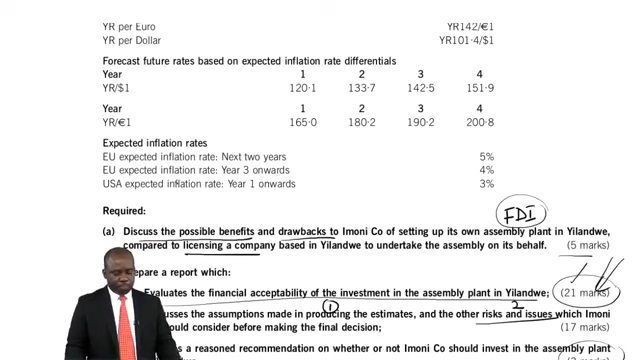 YR per Euro YR142/€1
YR per Dollar YR101·4/$1
Forecast future rates based on expected inflation rate differentials
Year 1 2 3 4
YR/$1 120·1 133·7 142·5 151·9
Year 1 2 3 4
YR/€1 165·0 180·2 190·2 200·8
Expected inflation rates
EU expected inflation rate: Next two years 5%
EU expected inflation rate: Year 3 onwards 4%
USA expected inflation rate: Year 1 onwards 3%
Required:
FDI
(a) Discuss the possible benefits and drawbacks to Imoni Co of setting up its own assembly plant in Yilandwe,
compared to licensing a company based in Yilandwe to undertake the assembly on its behalf. (5 marks)
epare a report which:
Evaluates the financial acceptability of the investment in the assembly plant in Yilandwe; (21 marks)
1 2
usses the assumptions made in producing the estimates, and the other risks and issues which Imoni
ould consider before making the final decision; (17 marks)
s a reasoned recommendation on whether or not Imoni Co should invest in the assembly plant